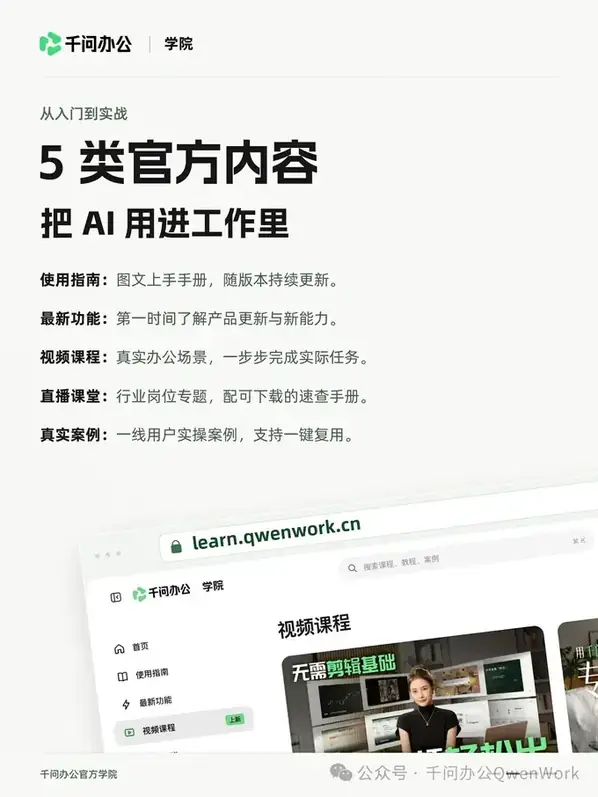 千问办公 学院
从入门到实战
5 类官方内容
把 AI 用进工作里
使用指南：图文上手手册，随版本持续更新。
最新功能：第一时间了解产品更新与新能力。
视频课程：真实办公场景，一步步完成实际任务。
直播课堂：行业岗位专题，配可下载的速查手册。
真实案例：一线用户实操案例，支持一键复用。
learn.qwenwork.cn
千问办公 学院
搜索课程、教程、案例
⌘ K
首页
使用指南
最新功能
视频课程 上新
视频课程
无需剪辑基础
千问办公官方学院
公众号 · 千问办公QwenWork